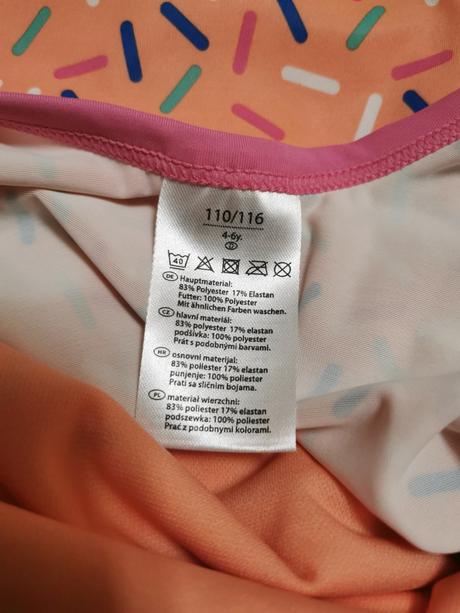 110/116
4-6y.
D
40
DE Hauptmaterial:
83% Polyester 17% Elastan
Futter: 100% Polyester
Mit ähnlichen Farben waschen.
CZ hlavní materiál:
83% polyester 17% elastan
podšívka: 100% polyester
Prát s podobnými barvami.
HR osnovni materijal:
83% poliester 17% elastan
punjenje: 100% poliester
Prati sa sličnim bojama.
PL materiał wierzchni:
83% poliester 17% elastan
podszewka: 100% poliester
Prać z podobnymi kolorami.